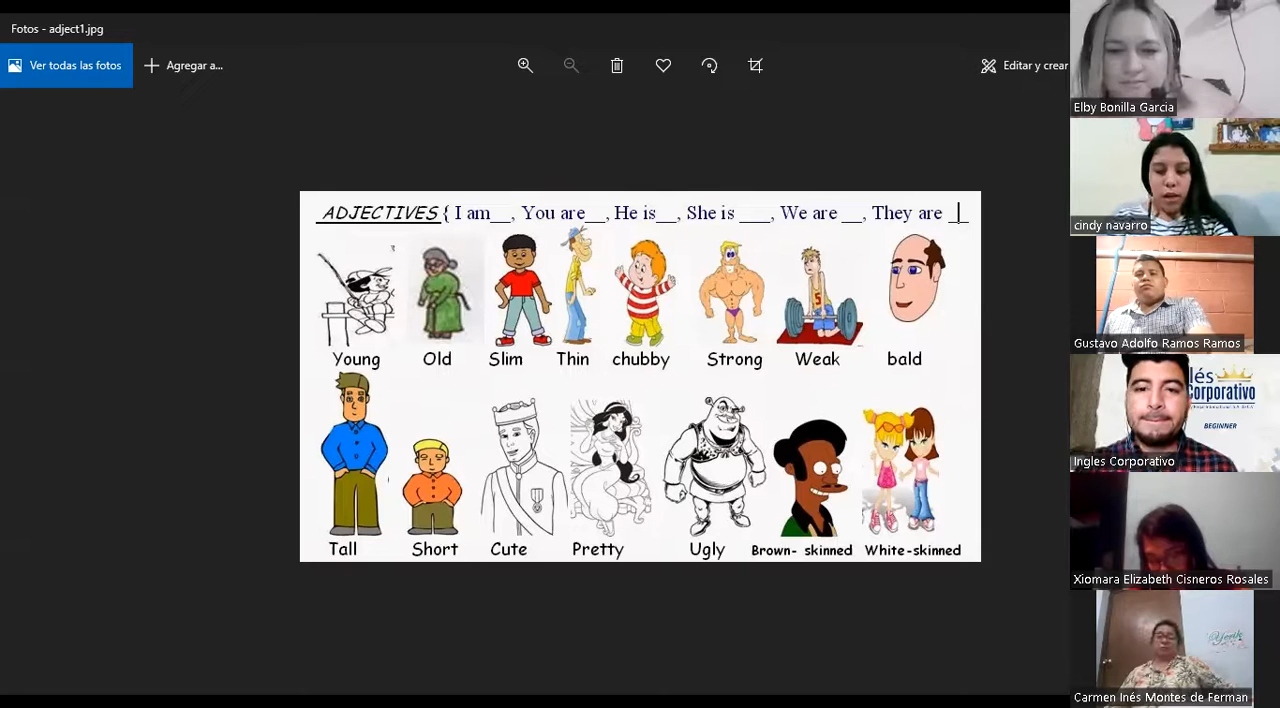 Fotos - adject1.jpg
Ver todas las fotos
Agregar a...
Editar y crear
ADJECTIVES { I am__, You are__, He is__, She is ___, We are __, They are __
Young Old Slim Thin chubby Strong Weak bald
Tall Short Cute Pretty Ugly Brown- skinned White-skinned
Elby Bonilla Garcia
cindy navarro
Gustavo Adolfo Ramos Ramos
lés
Corporativo
BEGINNER
Ingles Corporativo
Xiomara Elizabeth Cisneros Rosales
Carmen Inés Montes de Ferman